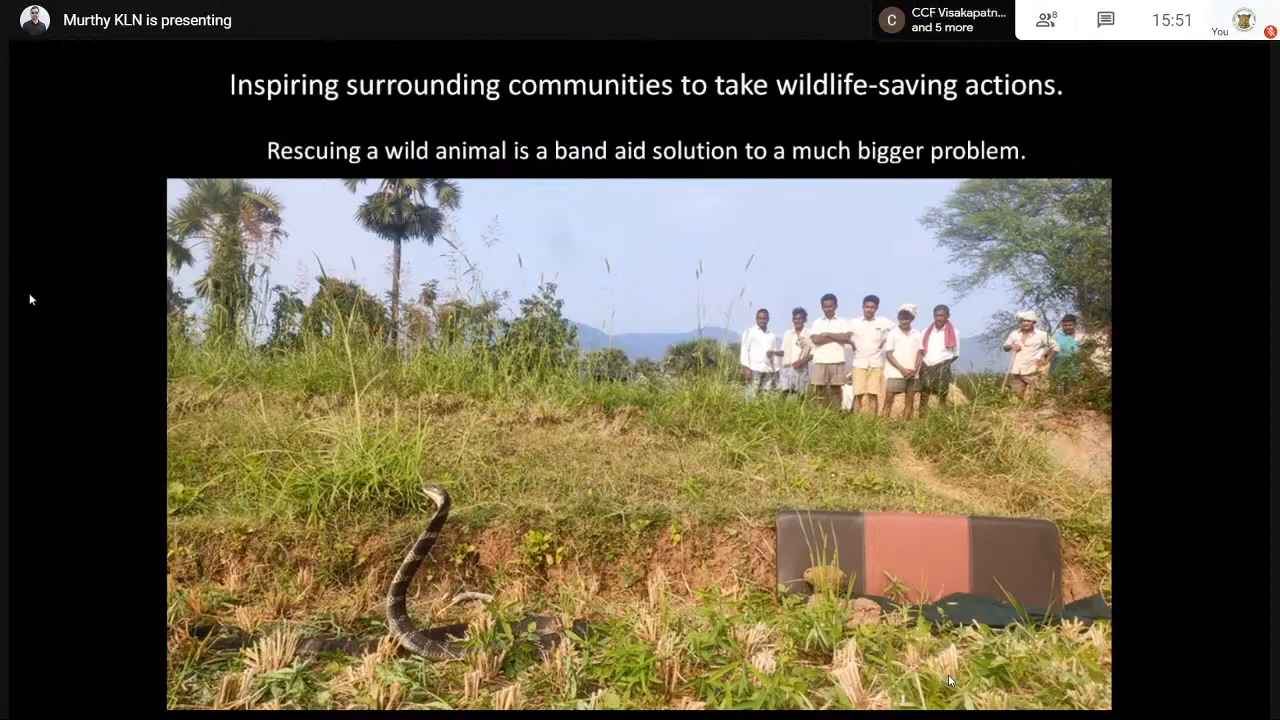 Murthy KLN is presenting
C
CCF Visakapatn...
and 5 more
8
15:51
You
Inspiring surrounding communities to take wildlife-saving actions.
Rescuing a wild animal is a band aid solution to a much bigger problem.